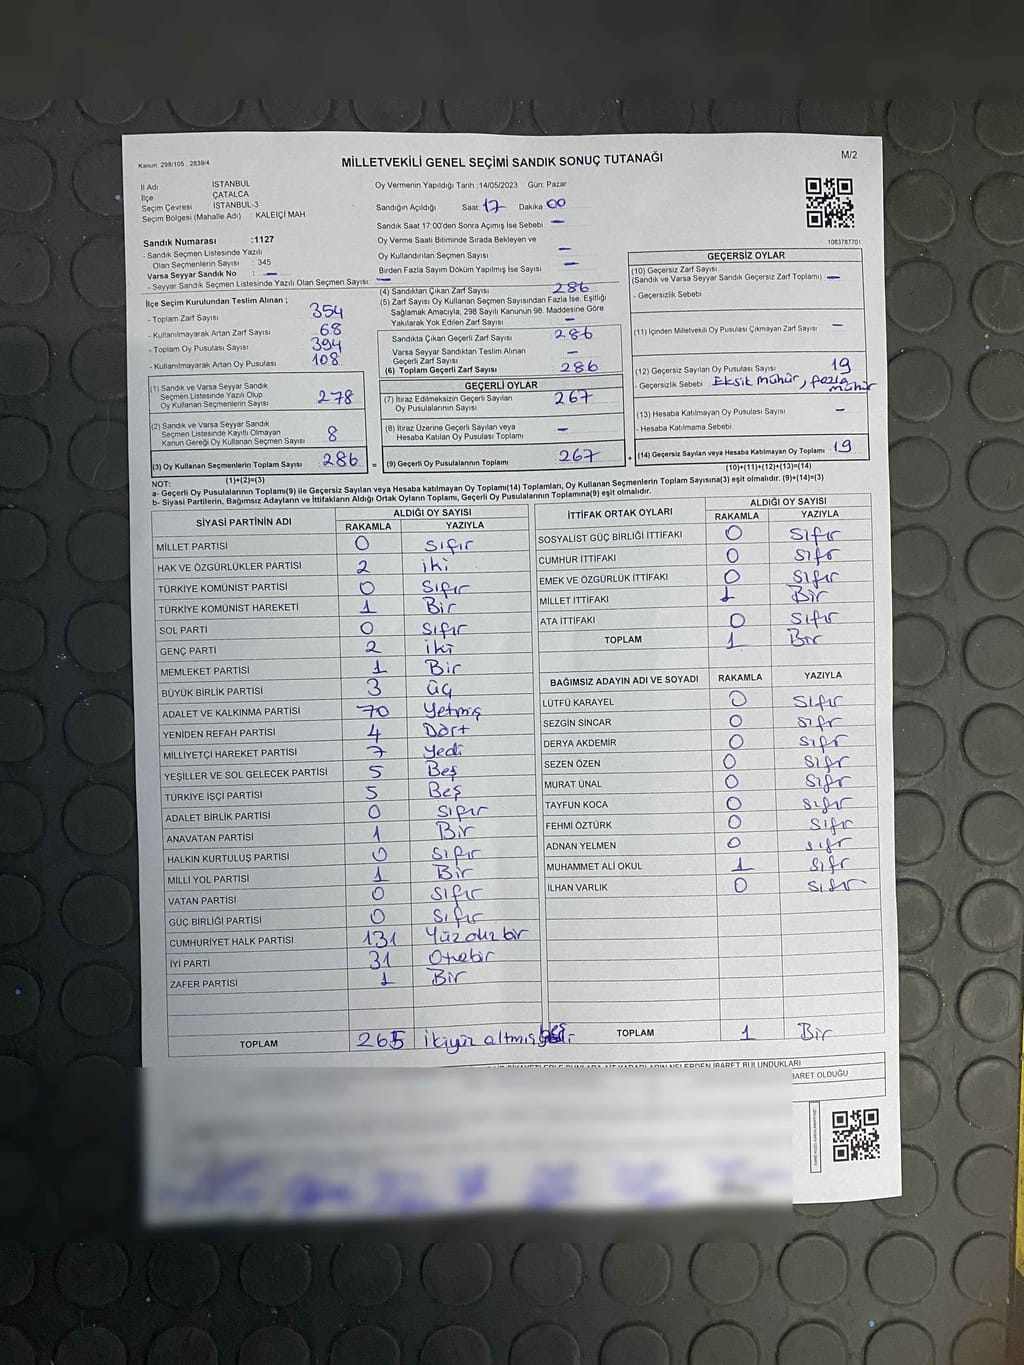 Kanun: 298/105 . 2839/4
MİLLETVEKİLİ GENEL SEÇİMİ SANDIK SONUÇ TUTANAĞI
M/2
İl Adı İSTANBUL
İlçe ÇATALCA
Seçim Çevresi İSTANBUL-3
Seçim Bölgesi (Mahalle Adı) KALEİÇİ MAH
Sandık Numarası :1127
- Sandık Seçmen Listesinde Yazılı
Olan Seçmenlerin Sayısı : 345
Varsa Seyyar Sandık No : —
- Seyyar Sandık Seçmen Listesinde Yazılı Olan Seçmen Sayısı : —
Oy Vermenin Yapıldığı Tarih :14/05/2023 Gün: Pazar
Sandığın Açıldığı Saat 17 Dakika 00
Sandık Saat 17:00'den Sonra Açımış İse Sebebi : —
Oy Verme Saati Bitiminde Sırada Bekleyen ve
Oy Kullandırılan Seçmen Sayısı —
Birden Fazla Sayım Döküm Yapılmış İse Sayısı —
1083787701
İlçe Seçim Kurulundan Teslim Alınan ;
- Toplam Zarf Sayısı 354
- Kullanılmayarak Artan Zarf Sayısı 68
- Toplam Oy Pusulası Sayısı 394
- Kullanılmayarak Artan Oy Pusulası 108
(1) Sandık ve Varsa Seyyar Sandık
Seçmen Listesinde Yazılı Olup
Oy Kullanan Seçmenlerin Sayısı 278
(2) Sandık ve Varsa Seyyar Sandık
Seçmen Listesinde Kayıtlı Olmayan
Kanun Gereği Oy Kullanan Seçmen Sayısı 8
(3) Oy Kullanan Seçmenlerin Toplam Sayısı 286 =
(1)+(2)=(3)
(4) Sandıktan Çıkan Zarf Sayısı 286
(5) Zarf Sayısı Oy Kullanan Seçmen Sayısından Fazla İse, Eşitliği
Sağlamak Amacıyla, 298 Sayılı Kanunun 98. Maddesine Göre
Yakılarak Yok Edilen Zarf Sayısı —
Sandıkta Çıkan Geçerli Zarf Sayısı 286
Varsa Seyyar Sandıktan Teslim Alınan
Geçerli Zarf Sayısı —
(6) Toplam Geçerli Zarf Sayısı 286
GEÇERLİ OYLAR
(7) İtiraz Edilmeksizin Geçerli Sayılan
Oy Pusulalarının Sayısı 267
(8) İtiraz Üzerine Geçerli Sayılan veya
Hesaba Katılan Oy Pusulası Toplamı —
(9) Geçerli Oy Pusulalarının Toplamı 267 +
GEÇERSİZ OYLAR
(10) Geçersiz Zarf Sayısı
(Sandık ve Varsa Seyyar Sandık Geçersiz Zarf Toplamı) —
- Geçersizlik Sebebi
(11) İçinden Milletvekili Oy Pusulası Çıkmayan Zarf Sayısı —
(12) Geçersiz Sayılan Oy Pusulası Sayısı 19
- Geçersizlik Sebebi Eksik mühür, fazla
mühür
(13) Hesaba Katılmayan Oy Pusulası Sayısı —
- Hesaba Katılmama Sebebi
(14) Geçersiz Sayılan veya Hesaba Katılmayan Oy Toplamı : 19
(10)+(11)+(12)+(13)=(14)
NOT:
a- Geçerli Oy Pusulalarının Toplamı(9) ile Geçersiz Sayılan veya Hesaba Katılmayan Oy Toplamı(14) Toplamları, Oy Kullanan Seçmenlerin Toplam Sayısına(3) eşit olmalıdır. (9)+(14)=(3)
b- Siyasi Partilerin, Bağımsız Adayların ve İttifakların Aldığı Ortak Oyların Toplamı, Geçerli Oy Pusulalarının Toplamına(9) eşit olmalıdır.
SİYASİ PARTİNİN ADI ALDIĞI OY SAYISI
RAKAMLA YAZIYLA
MİLLET PARTİSİ 0 Sıfır
HAK VE ÖZGÜRLÜKLER PARTİSİ 2 iki
TÜRKİYE KOMÜNİST PARTİSİ 0 Sıfır
TÜRKİYE KOMÜNİST HAREKETİ 1 Bir
SOL PARTİ 0 Sıfır
GENÇ PARTİ 2 iki
MEMLEKET PARTİSİ 1 Bir
BÜYÜK BİRLİK PARTİSİ 3 üç
ADALET VE KALKINMA PARTİSİ 70 Yetmiş
YENİDEN REFAH PARTİSİ 4 Dört
MİLLİYETÇİ HAREKET PARTİSİ 7 Yedi
YEŞİLLER VE SOL GELECEK PARTİSİ 5 Beş
TÜRKİYE İŞÇİ PARTİSİ 5 Beş
ADALET BİRLİK PARTİSİ 0 Sıfır
ANAVATAN PARTİSİ 1 Bir
HALKIN KURTULUŞ PARTİSİ 0 Sıfır
MİLLİ YOL PARTİSİ 1 Bir
VATAN PARTİSİ 0 Sıfır
GÜÇ BİRLİĞİ PARTİSİ 0 Sıfır
CUMHURİYET HALK PARTİSİ 131 Yüz otuz bir
İYİ PARTİ 31 Otuzbir
ZAFER PARTİSİ 1 Bir
TOPLAM 265 İkiyüz altmış
İTTİFAK ORTAK OYLARI ALDIĞI OY SAYISI
RAKAMLA YAZIYLA
SOSYALİST GÜÇ BİRLİĞİ İTTİFAKI 0 Sıfır
CUMHUR İTTİFAKI 0 Sıfır
EMEK VE ÖZGÜRLÜK İTTİFAKI 0 Sıfır
MİLLET İTTİFAKI 1 Bir
ATA İTTİFAKI 0 Sıfır
TOPLAM 1 Bir
BAĞIMSIZ ADAYIN ADI VE SOYADI RAKAMLA YAZIYLA
LÜTFÜ KARAYEL 0 Sıfır
SEZGİN SİNCAR 0 Sıfr
DERYA AKDEMİR 0 Sıfr
SEZEN ÖZEN 0 Sıfr
MURAT ÜNAL 0 Sıfr
TAYFUN KOCA 0 Sıfr
FEHMİ ÖZTÜRK 0 Sıfır
ADNAN YELMEN 0 Sıfr
MUHAMMET ALİ OKUL 1 Sıfr
İLHAN VARLIK 0 Sıfır
TOPLAM 1 Bir
BARET OLDUĞU